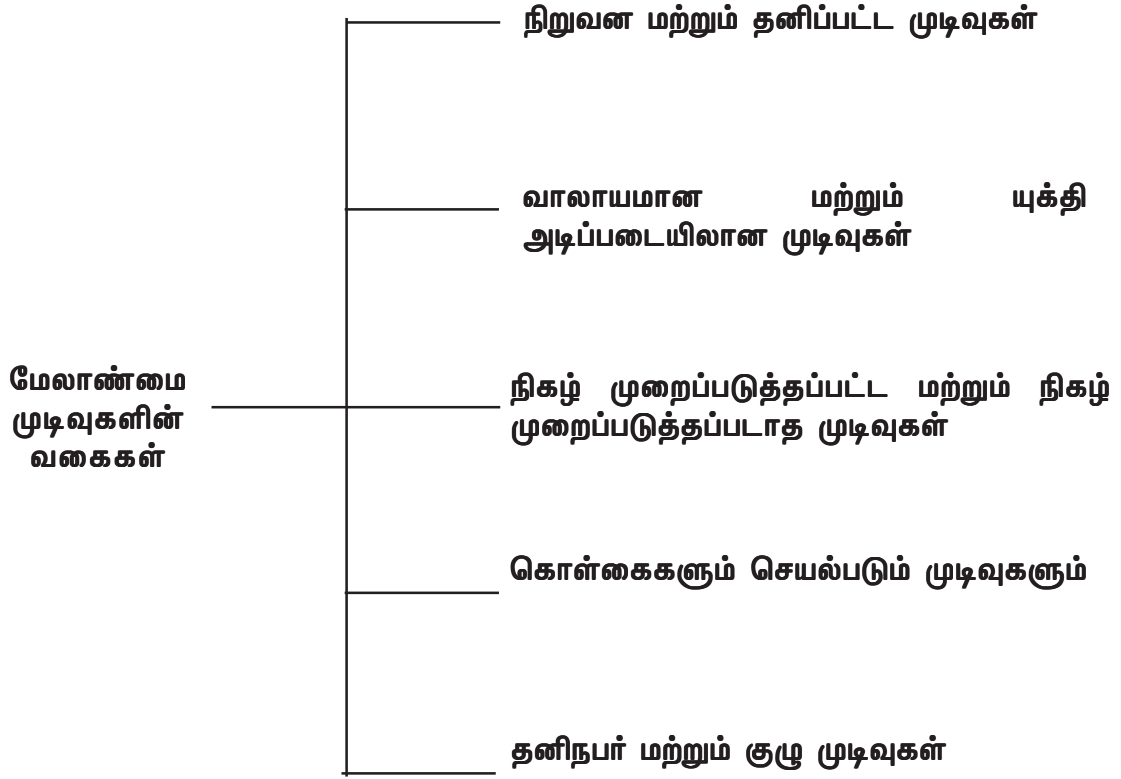 நிறுவன மற்றும் தனிப்பட்ட முடிவுகள்
வாலாயமான மற்றும் யுக்தி
அடிப்படையிலான முடிவுகள்
மேலாண்மை
முடிவுகளின்
வகைகள்
நிகழ் முறைப்படுத்தப்பட்ட மற்றும் நிகழ்
முறைப்படுத்தப்படாத முடிவுகள்
கொள்கைகளும் செயல்படும் முடிவுகளும்
தனிநபர் மற்றும் குழு முடிவுகள்